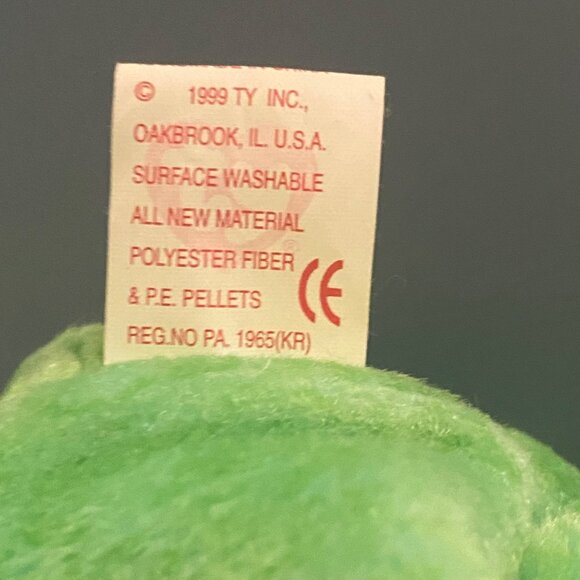 © 1999 TY INC.,
OAKBROOK, IL. U.S.A.
SURFACE WASHABLE
ALL NEW MATERIAL
POLYESTER FIBER
& P.E. PELLETS
CE
REG.NO PA. 1965(KR)